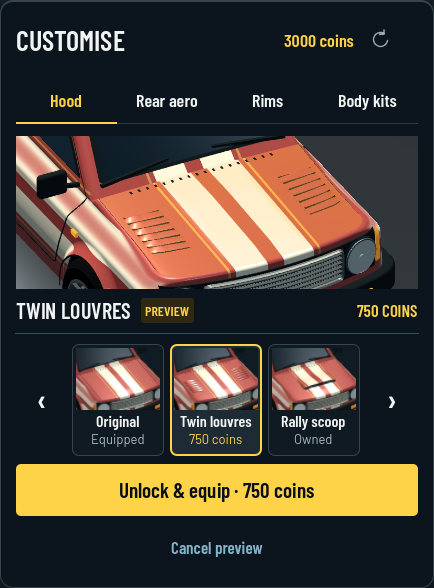 CUSTOMISE
3000 coins
Hood
Rear aero
Rims
Body kits
TWIN LOUVRES
PREVIEW
750 COINS
Original
Equipped
Twin louvres
750 coins
Rally scoop
Owned
Unlock & equip · 750 coins
Cancel preview